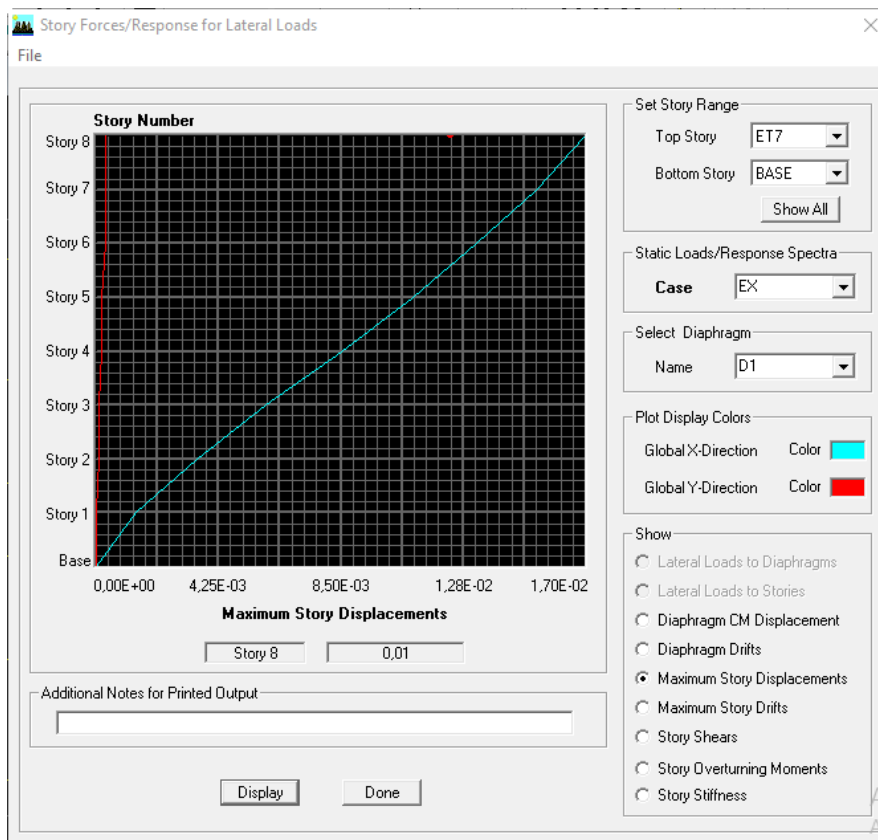 Story Forces/Response for Lateral Loads
File
Story Number
Story 8
Story 7
Story 6
Story 5
Story 4
Story 3
Story 2
Story 1
Base
0,00E+00 4,25E-03 8,50E-03 1,28E-02 1,70E-02
Maximum Story Displacements
Story 8 0,01
Additional Notes for Printed Output
Display Done
Set Story Range
Top Story ET7
Bottom Story BASE
Show All
Static Loads/Response Spectra
Case EX
Select Diaphragm
Name D1
Plot Display Colors
Global X-Direction Color
Global Y-Direction Color
Show
Lateral Loads to Diaphragms
Lateral Loads to Stories
Diaphragm CM Displacement
Diaphragm Drifts
Maximum Story Displacements
Maximum Story Drifts
Story Shears
Story Overturning Moments
Story Stiffness